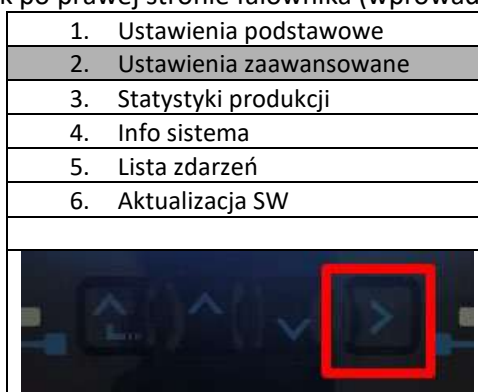 po prawej stronie falownika (wprowad
1. Ustawienia podstawowe
2. Ustawienia zaawansowane
3. Statystyki produkcji
4. Info sistema
5. Lista zdarzeń
6. Aktualizacja SW